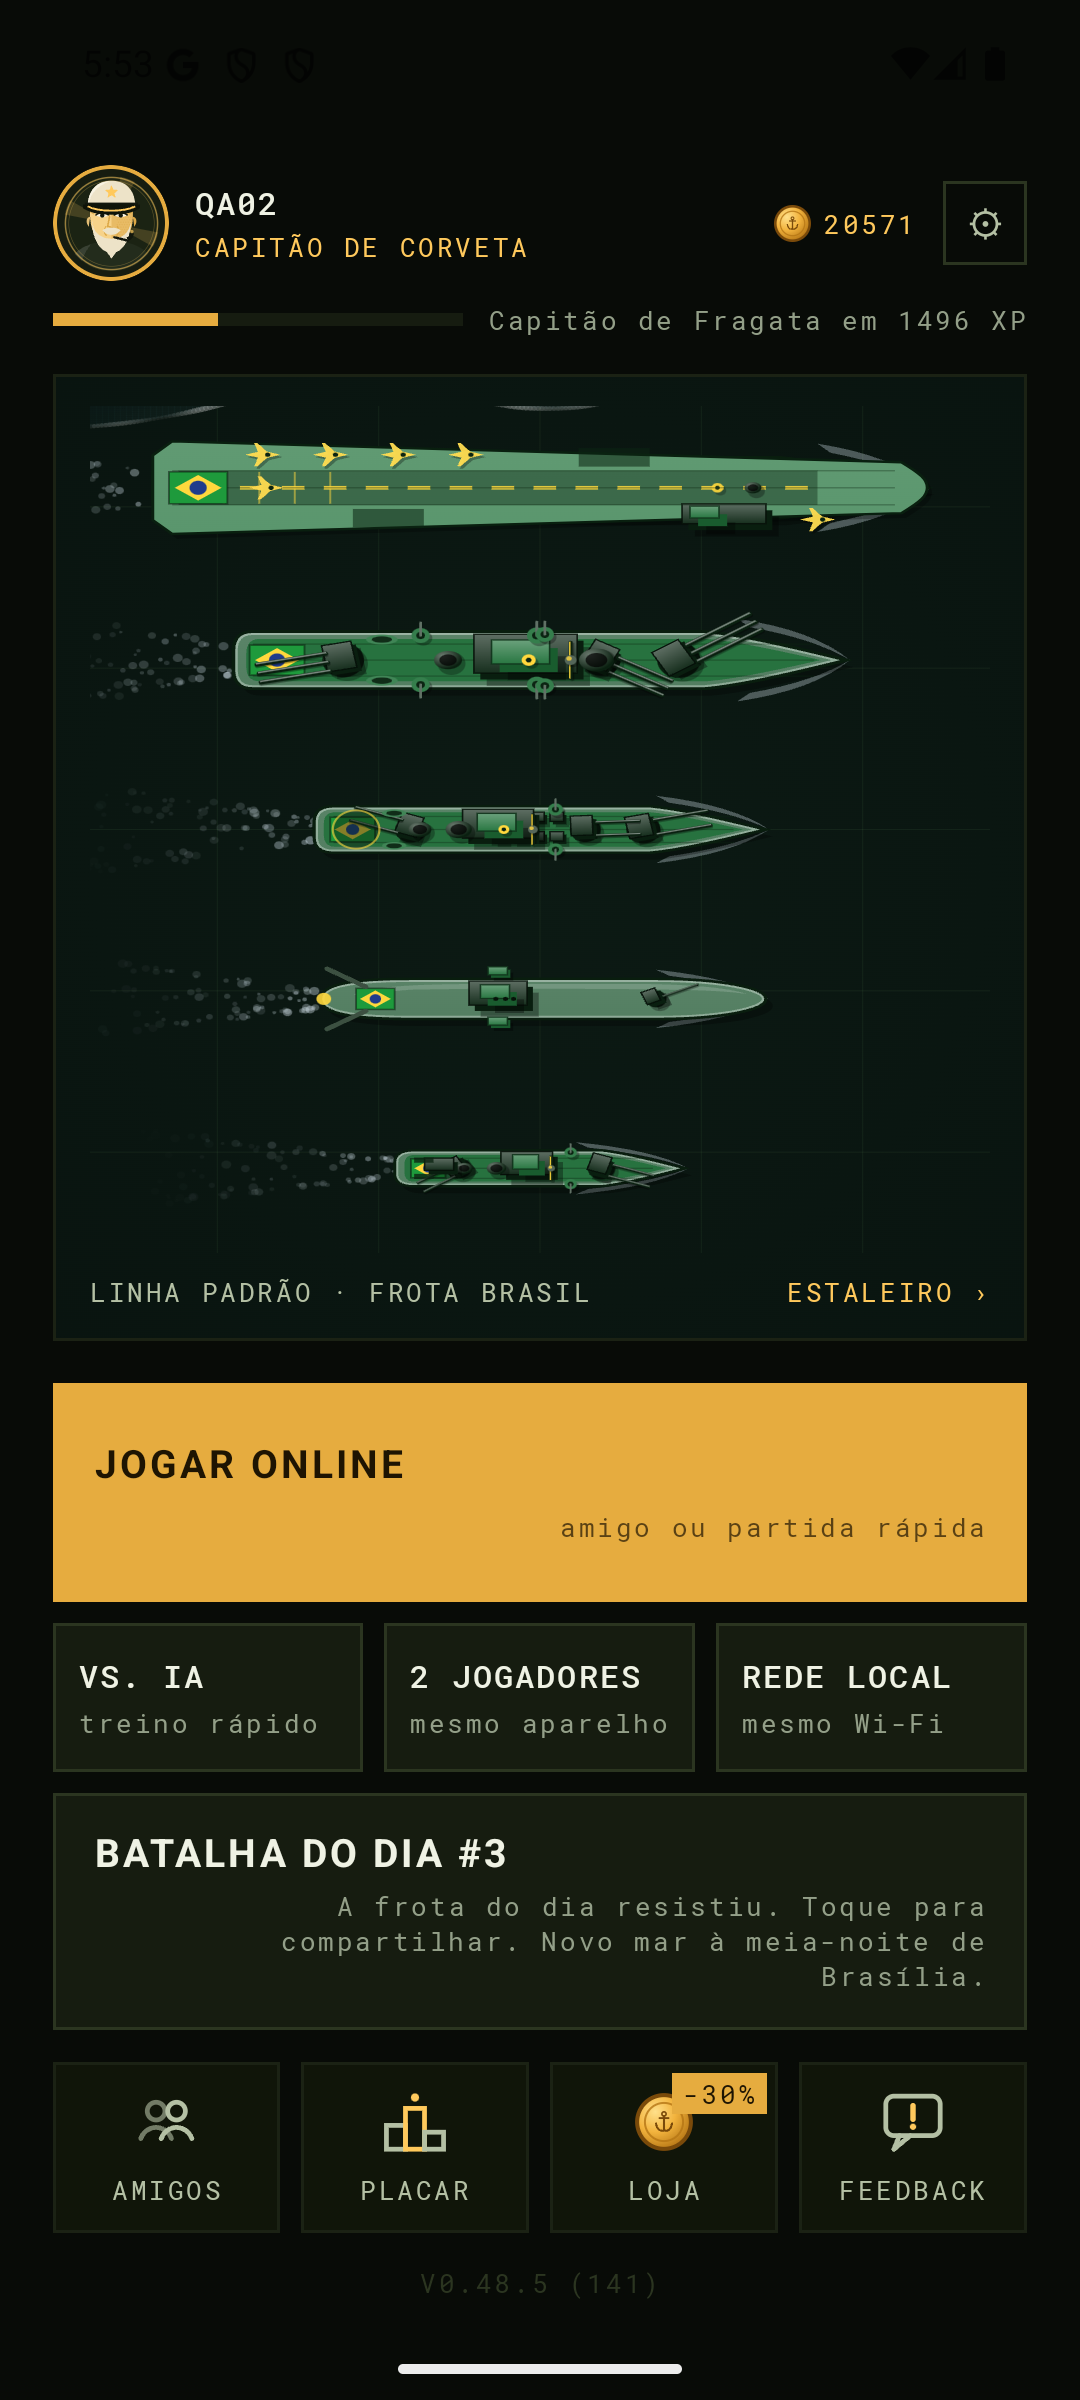 5:53
QA02
CAPITÃO DE CORVETA
20571
Capitão de Fragata em 1496 XP
LINHA PADRÃO · FROTA BRASIL
ESTALEIRO ›
JOGAR ONLINE
amigo ou partida rápida
VS. IA
treino rápido
2 JOGADORES
mesmo aparelho
REDE LOCAL
mesmo Wi-Fi
BATALHA DO DIA #3
A frota do dia resistiu. Toque para
compartilhar. Novo mar à meia-noite de
Brasília.
AMIGOS
PLACAR
-30%
LOJA
FEEDBACK
V0.48.5 (141)